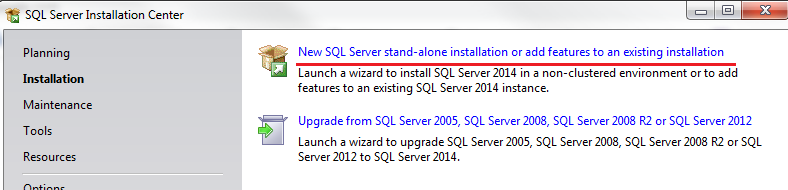 SQL Server Installation Center
Planning
Installation
Maintenance
Tools
Resources
Options
New SQL Server stand-alone installation or add features to an existing installation
Launch a wizard to install SQL Server 2014 in a non-clustered environment or to add
features to an existing SQL Server 2014 instance.
Upgrade from SQL Server 2005, SQL Server 2008, SQL Server 2008 R2 or SQL Server 2012
Launch a wizard to upgrade SQL Server 2005, SQL Server 2008, SQL Server 2008 R2 or SQL
Server 2012 to SQL Server 2014.